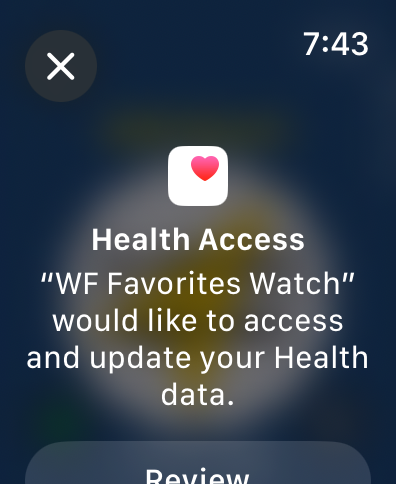 7:43
Health Access
“WF Favorites Watch”
would like to access
and update your Health
data.
Review